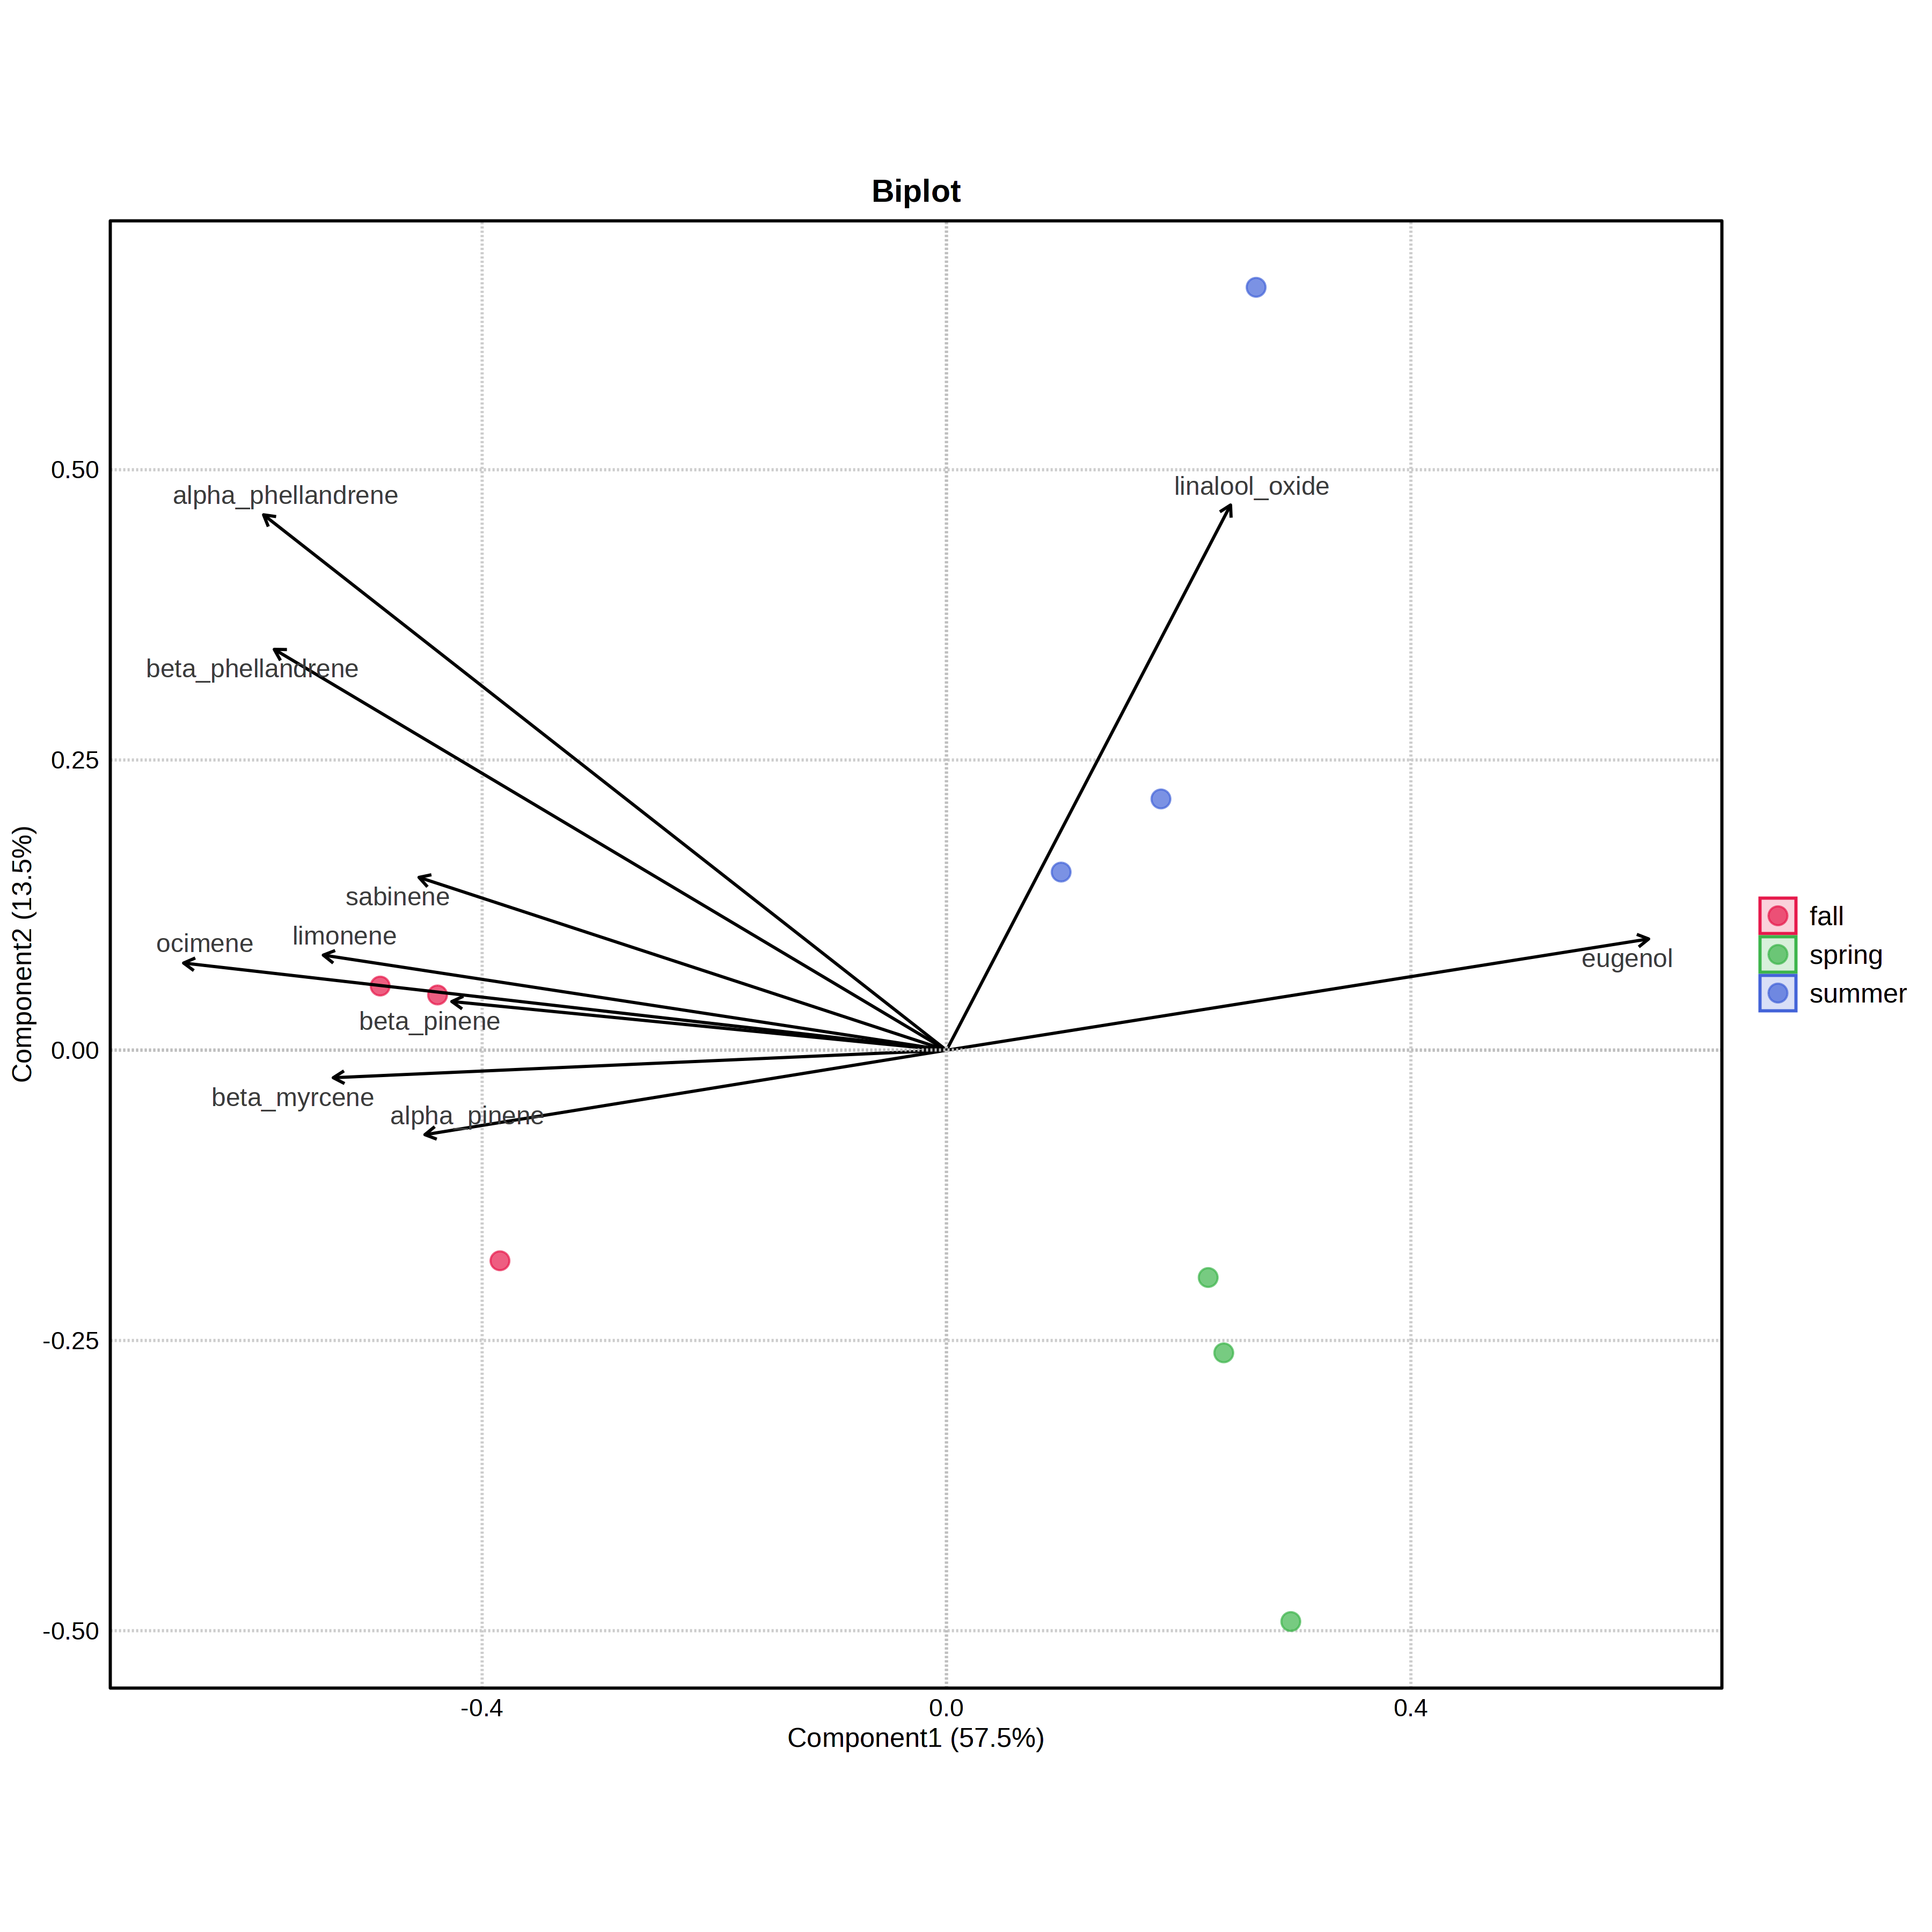 Biplot
0.50
alpha_phellandrene
linalool_oxide
beta_phellandrene
0.25
sabinene
limonene
ocimene
eugenol
beta_pinene
0.00
beta_myrcene
alpha_pinene
-0.25
-0.50
Component2 (13.5%)
-0.4
0.0
0.4
Component1 (57.5%)
fall
spring
summer